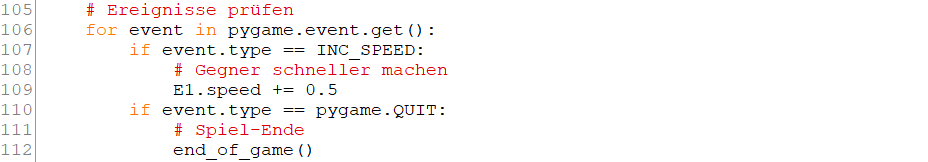 105     # Ereignisse prüfen
106     for event in pygame.event.get():
107         if event.type == INC_SPEED:
108             # Gegner schneller machen
109             E1.speed += 0.5
110         if event.type == pygame.QUIT:
111             # Spiel-Ende
112             end_of_game()